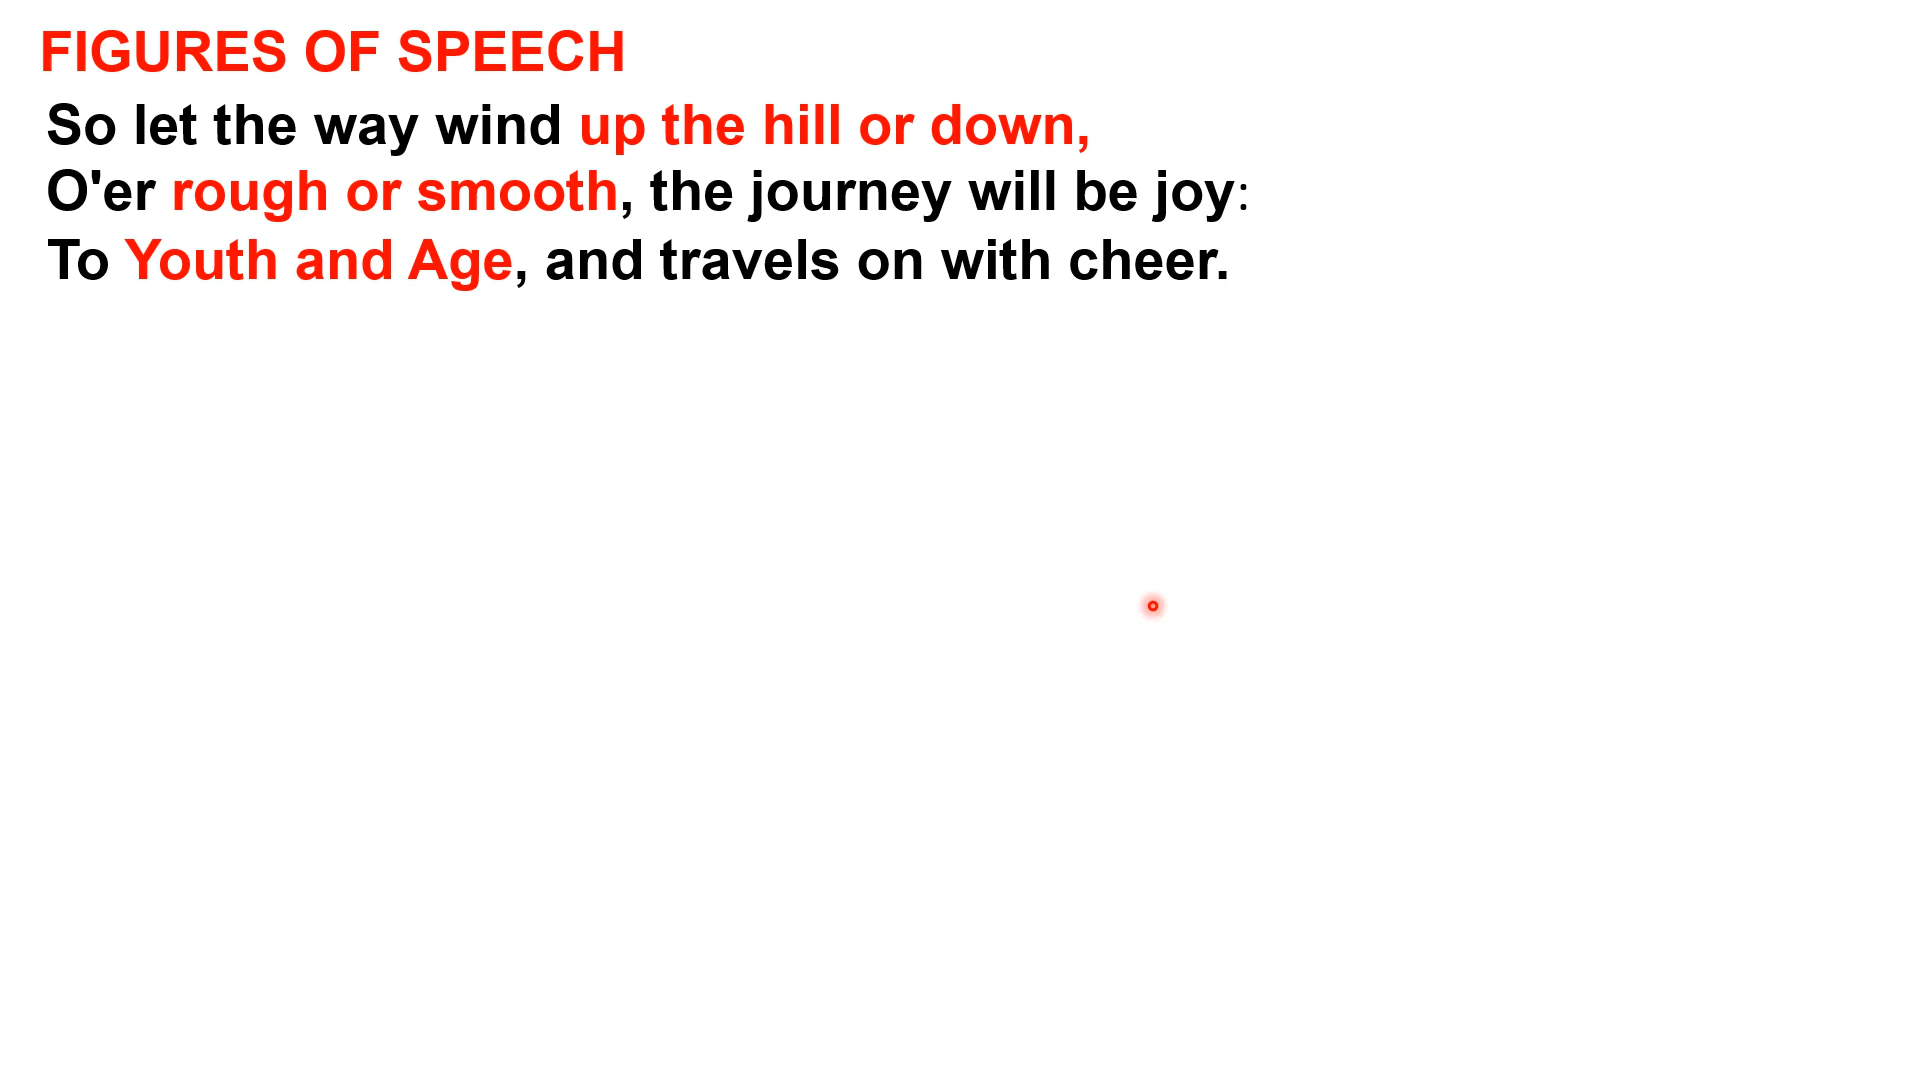 FIGURES OF SPEECH
So let the way wind up the hill or down,
O'er rough or smooth, the journey will be joy:
To Youth and Age, and travels on with cheer.